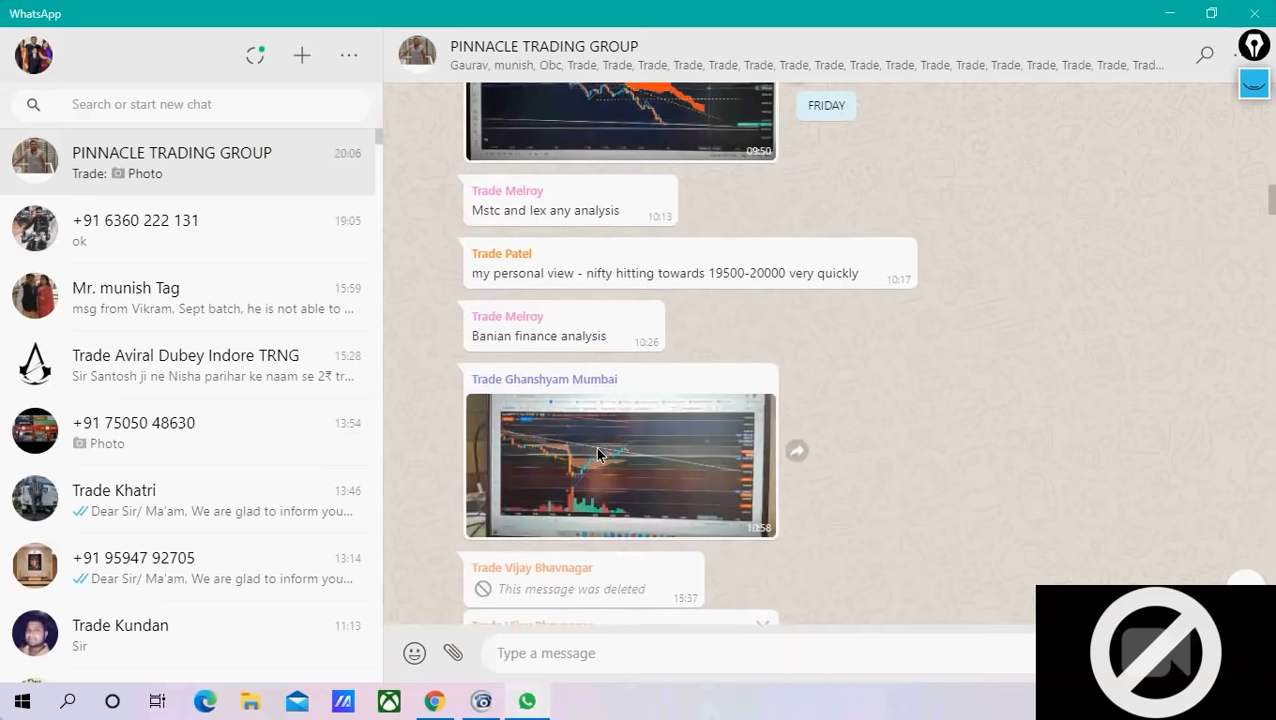 WhatsApp
Search or start new chat
PINNACLE TRADING GROUP
20:06
Trade: Photo
+91 6360 222 131
19:05
ok
Mr. munish Tag
15:59
msg from Vikram, Sept batch, he is not able to ...
Trade Aviral Dubey Indore TRNG
15:28
Sir Santosh ji ne Nisha parihar ke naam se 2₹ tr...
+91 75050 48630
13:54
Photo
Trade Khatri
13:46
Dear Sir/ Ma'am, We are glad to inform you...
+91 95947 92705
13:14
Dear Sir/ Ma'am, We are glad to inform you...
Trade Kundan
11:13
Sir
PINNACLE TRADING GROUP
Gaurav, munish, Obc, Trade, Trade, Trade, Trade, Trade, Trade, Trade, Trade, Trade, Trade, Trade, Trade, Trade, Trade, Trade, Trade, Trad...
FRIDAY
09:50
Trade Melroy
Mstc and Iex any analysis
10:13
Trade Patel
my personal view - nifty hitting towards 19500-20000 very quickly
10:17
Trade Melroy
Banian finance analysis
10:26
Trade Ghanshyam Mumbai
Trade Vijay Bhavnagar
This message was deleted
15:37
Trade Vijay Bhavnagar
Type a message